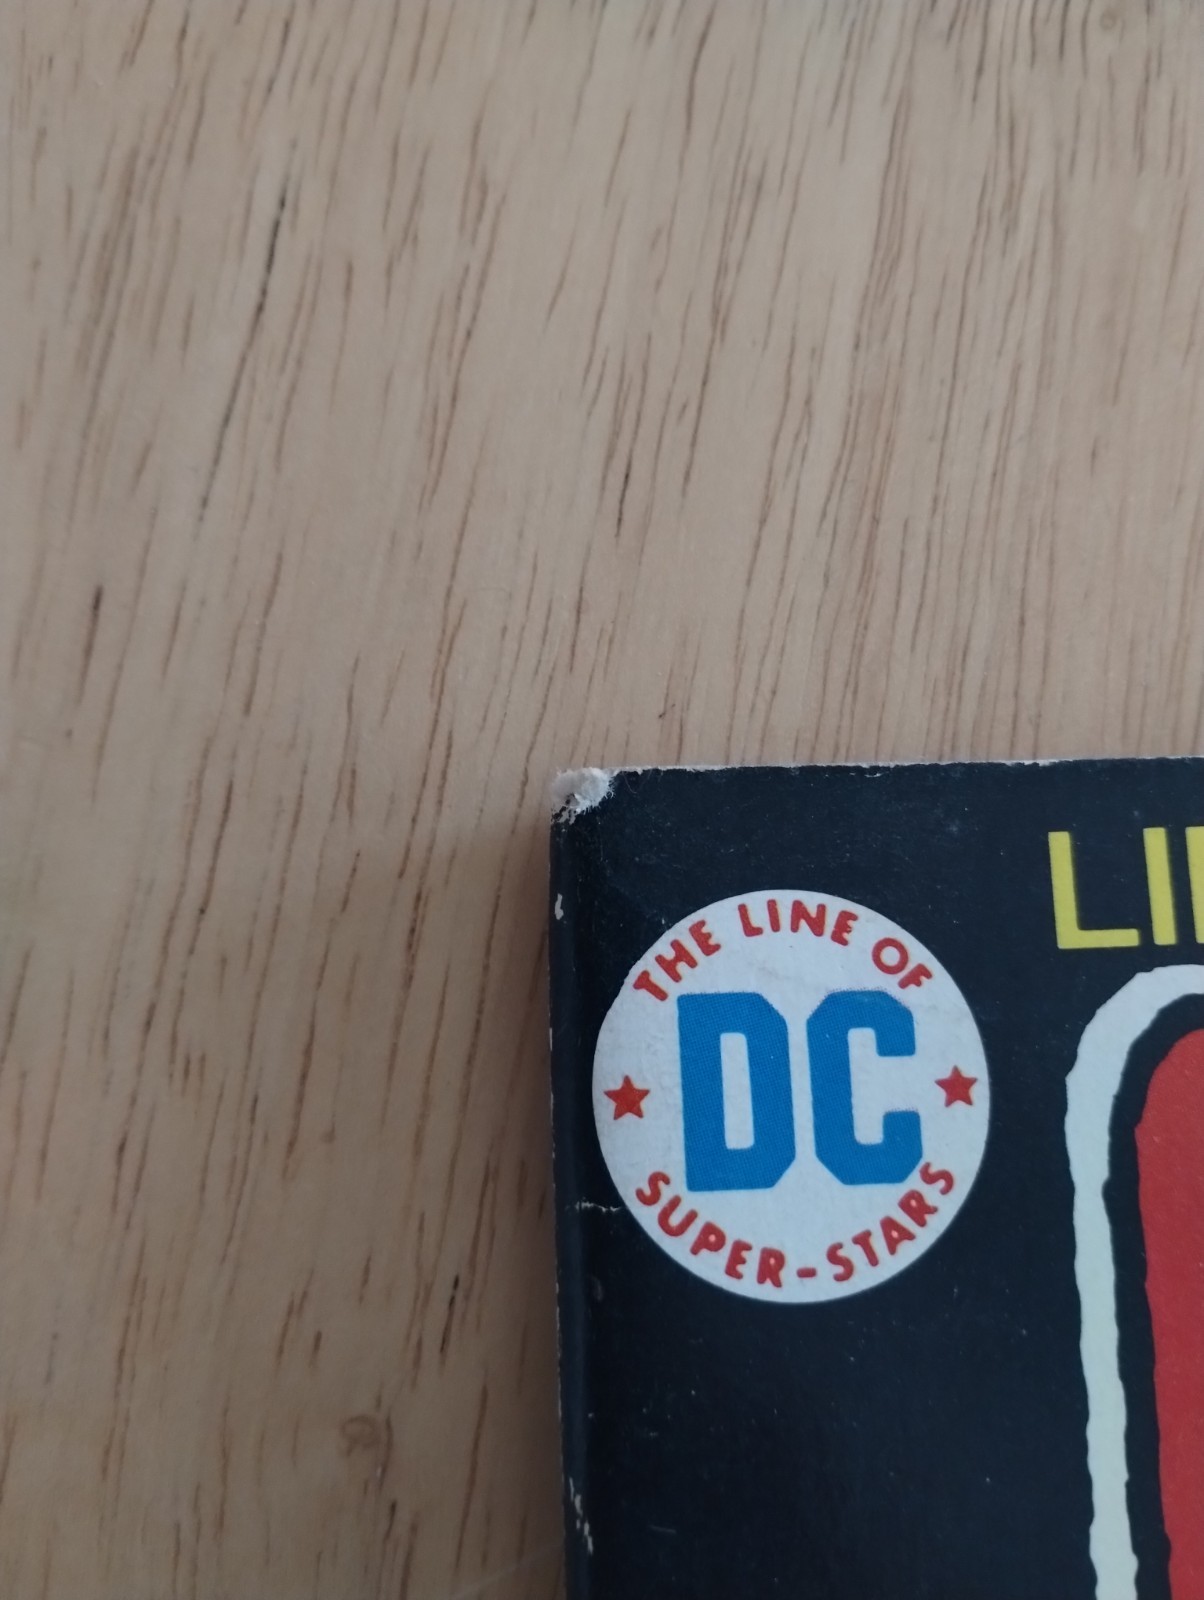 THE LINE OF
DC
SUPER-STARS